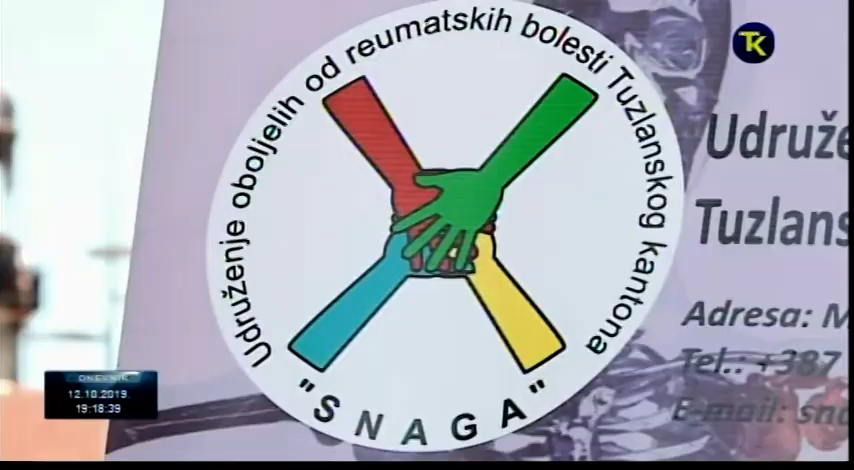 Udruženje oboljelih od reumatskih bolesti Tuzlanskog kantona
"SNAGA"
TK
Udruže
Tuzlans
Adresa: M
Tel.: +387
E-mail: sna
DNEVNIK
12.10.2019.
19:18:39